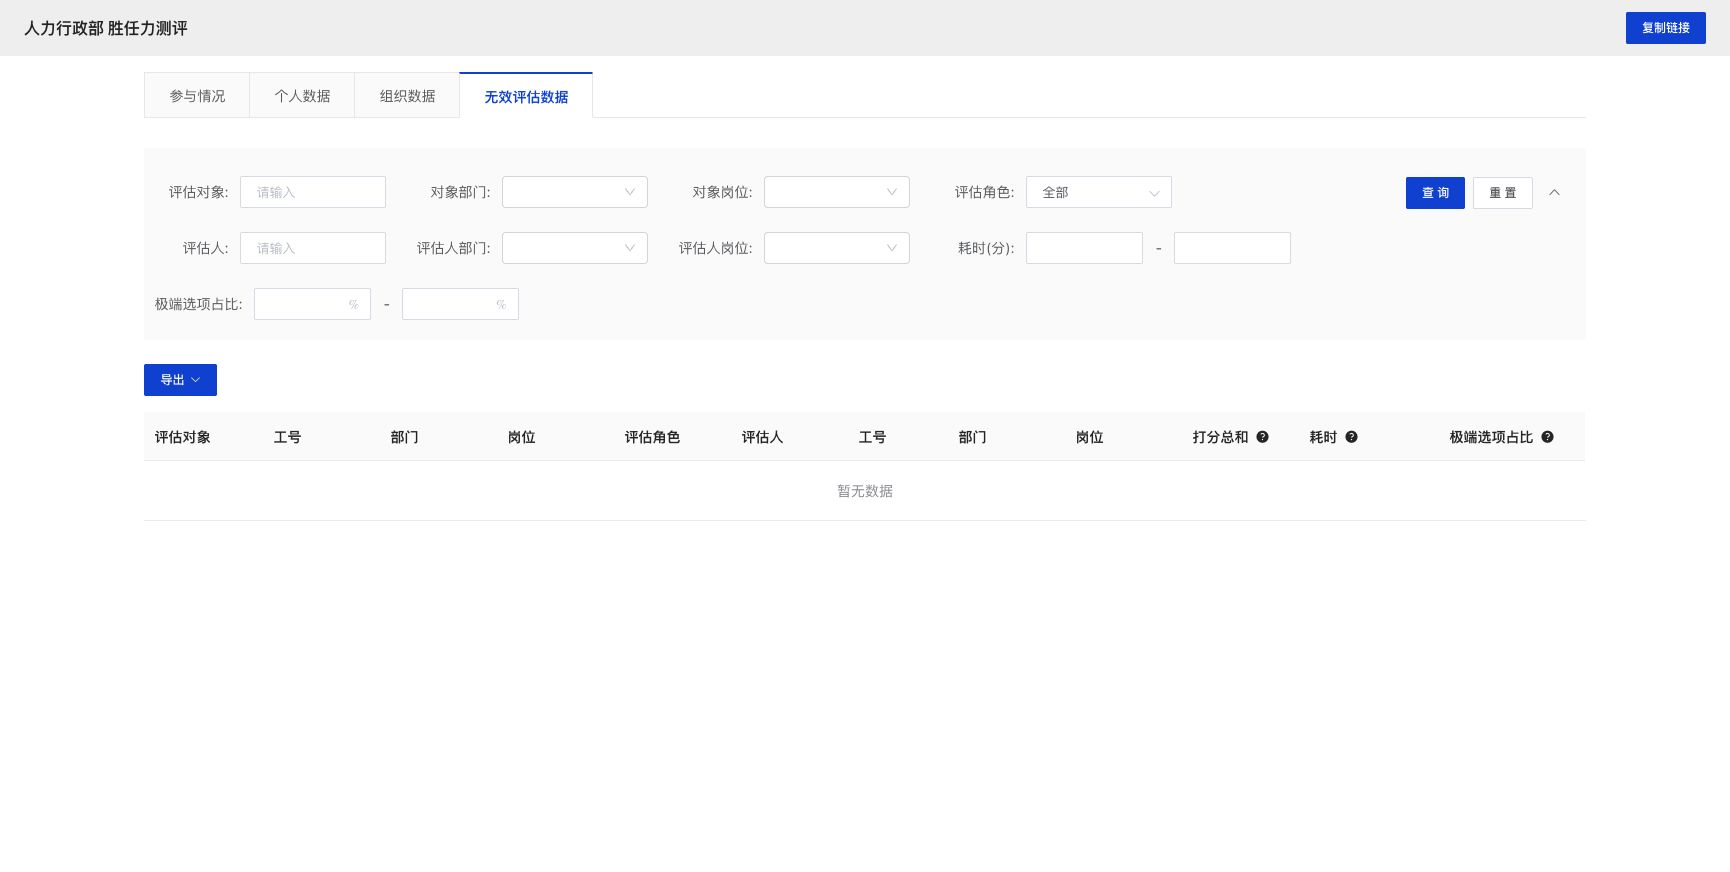 人力行政部 胜任力测评
复制链接
参与情况 个人数据 组织数据 无效评估数据
评估对象: 请输入 对象部门: 对象岗位: 评估角色: 全部 查 询 重 置
评估人: 请输入 评估人部门: 评估人岗位: 耗时(分): -
极端选项占比: % - %
导出
评估对象 工号 部门 岗位 评估角色 评估人 工号 部门 岗位 打分总和 ? 耗时 ? 极端选项占比 ?
暂无数据